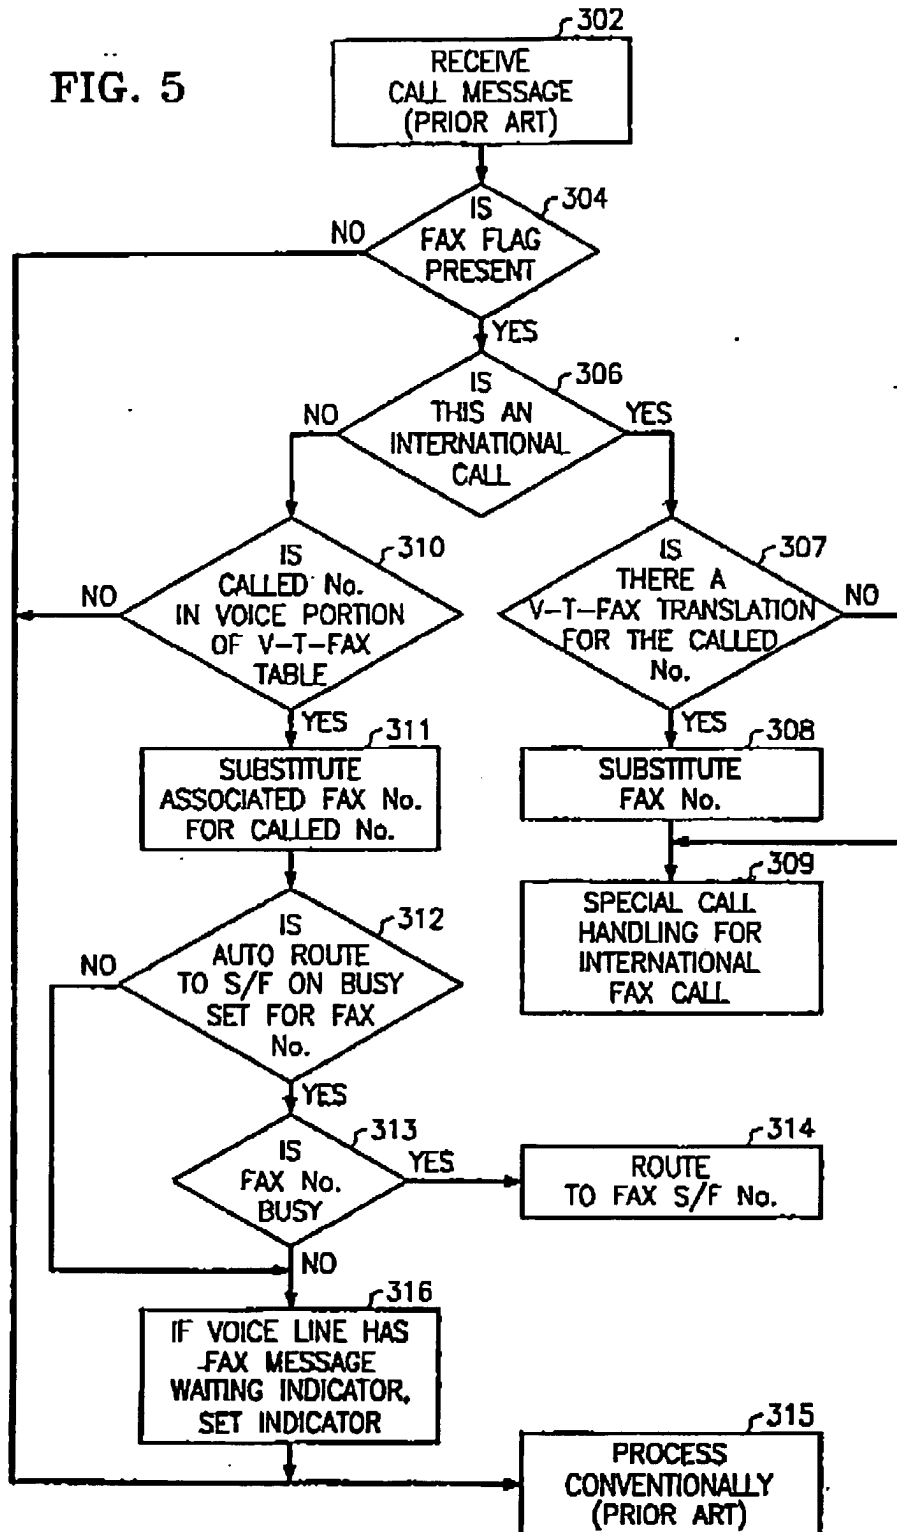 FIG. 5
302
RECEIVE
CALL MESSAGE
(PRIOR ART)
304
IS
FAX FLAG
PRESENT
NO
YES
306
IS
THIS AN
INTERNATIONAL
CALL
NO
YES
310
IS
CALLED No.
IN VOICE PORTION
OF V-T-FAX
TABLE
NO
YES
307
IS
THERE A
V-T-FAX TRANSLATION
FOR THE CALLED
No.
NO
YES
311
SUBSTITUTE
ASSOCIATED FAX No.
FOR CALLED No.
308
SUBSTITUTE
FAX No.
309
SPECIAL CALL
HANDLING FOR
INTERNATIONAL
FAX CALL
312
IS
AUTO ROUTE
TO S/F ON BUSY
SET FOR FAX
No.
NO
YES
313
IS
FAX No.
BUSY
YES
NO
314
ROUTE
TO FAX S/F No.
316
IF VOICE LINE HAS
FAX MESSAGE
WAITING INDICATOR,
SET INDICATOR
315
PROCESS
CONVENTIONALLY
(PRIOR ART)